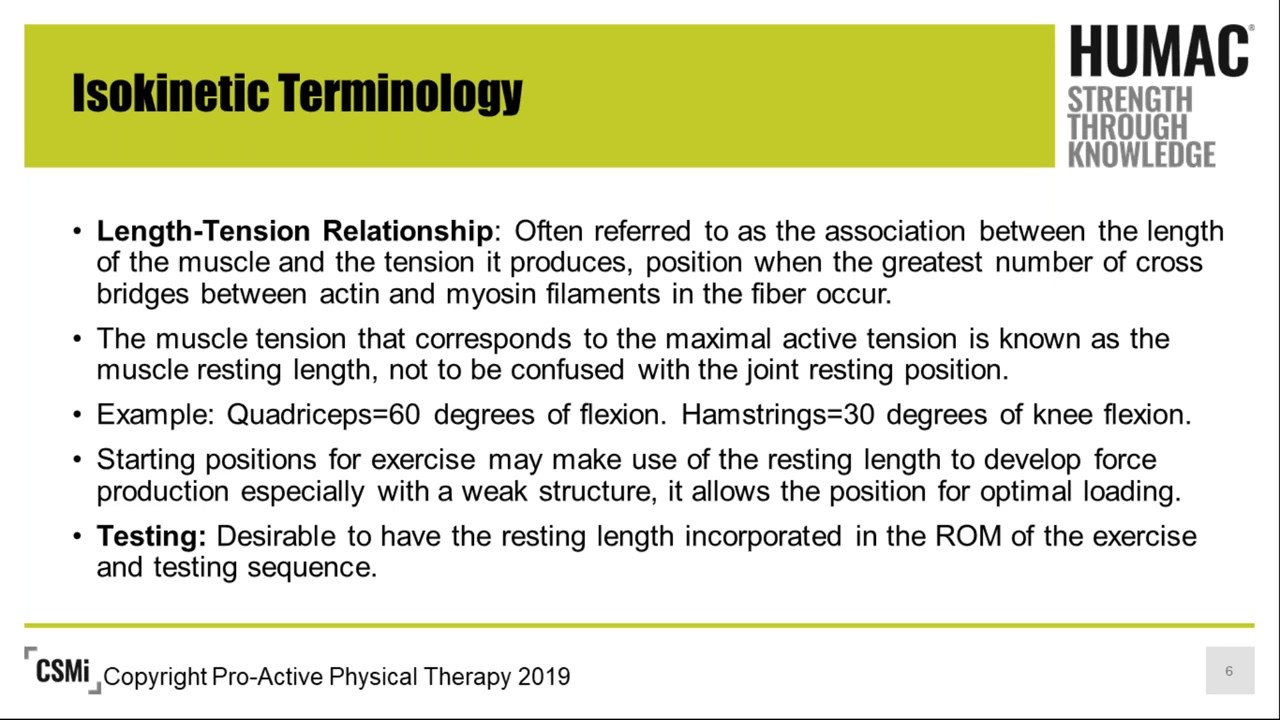 Isokinetic Terminology
HUMAC®
STRENGTH
THROUGH
KNOWLEDGE
• Length-Tension Relationship: Often referred to as the association between the length
of the muscle and the tension it produces, position when the greatest number of cross
bridges between actin and myosin filaments in the fiber occur.
• The muscle tension that corresponds to the maximal active tension is known as the
muscle resting length, not to be confused with the joint resting position.
• Example: Quadriceps=60 degrees of flexion. Hamstrings=30 degrees of knee flexion.
• Starting positions for exercise may make use of the resting length to develop force
production especially with a weak structure, it allows the position for optimal loading.
• Testing: Desirable to have the resting length incorporated in the ROM of the exercise
and testing sequence.
CSMi Copyright Pro-Active Physical Therapy 2019
6